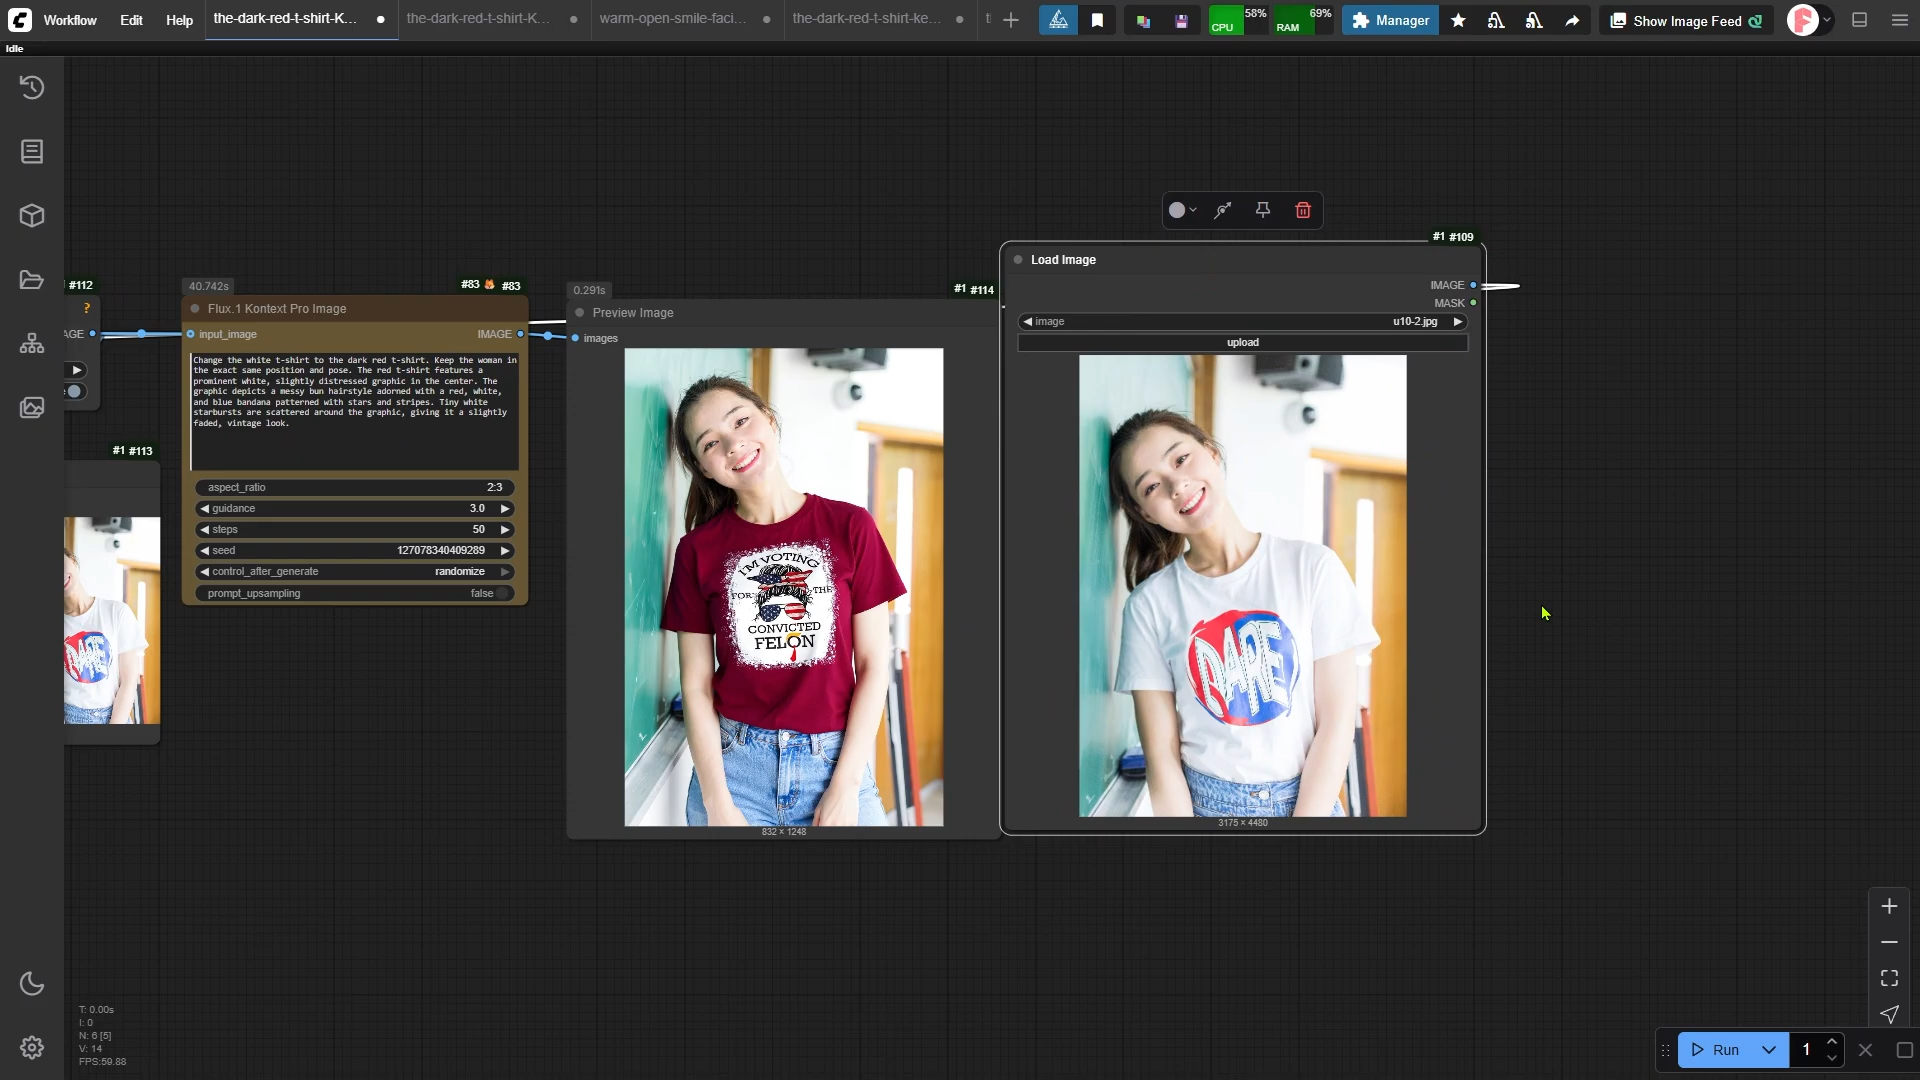 Workflow
Edit
Help
the-dark-red-t-shirt-K...
the-dark-red-t-shirt-K...
warm-open-smile-faci...
the-dark-red-t-shirt-ke...
CPU
58%
RAM
69%
Manager
Show Image Feed
Idle
#112
?
AGE
#1 #113
40.742s
#83
#83
Flux.1 Kontext Pro Image
input_image
IMAGE
Change the white t-shirt to the dark red t-shirt. Keep the woman in
the exact same position and pose. The red t-shirt features a
prominent white, slightly distressed graphic in the center. The
graphic depicts a messy bun hairstyle adorned with a red, white,
and blue bandana patterned with stars and stripes. Tiny white
starbursts are scattered around the graphic, giving it a slightly
faded, vintage look.
aspect_ratio 2:3
guidance 3.0
steps 50
seed 127078340409289
control_after_generate randomize
prompt_upsampling false
0.291s
#1 #114
Preview Image
images
I'M VOTING
FOR THE
CONVICTED
FELON
832 × 1248
#1 #109
Load Image
IMAGE
MASK
image u10-2.jpg
upload
DARE
3175 × 4480
DARE
T: 0.00s
I: 0
N: 6 [5]
V: 14
FPS:59.88
Run
1